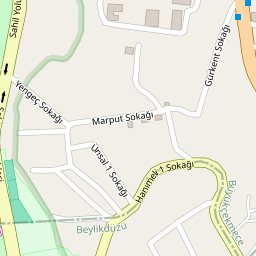 Sahil Yolu
Gürkent Sokağı
Yengeç Sokağı
Marput Sokağı
Ünsal 1 Sokağı
Hanımeli 1 Sokağı
Büyükçekmece
Beylikdüzü